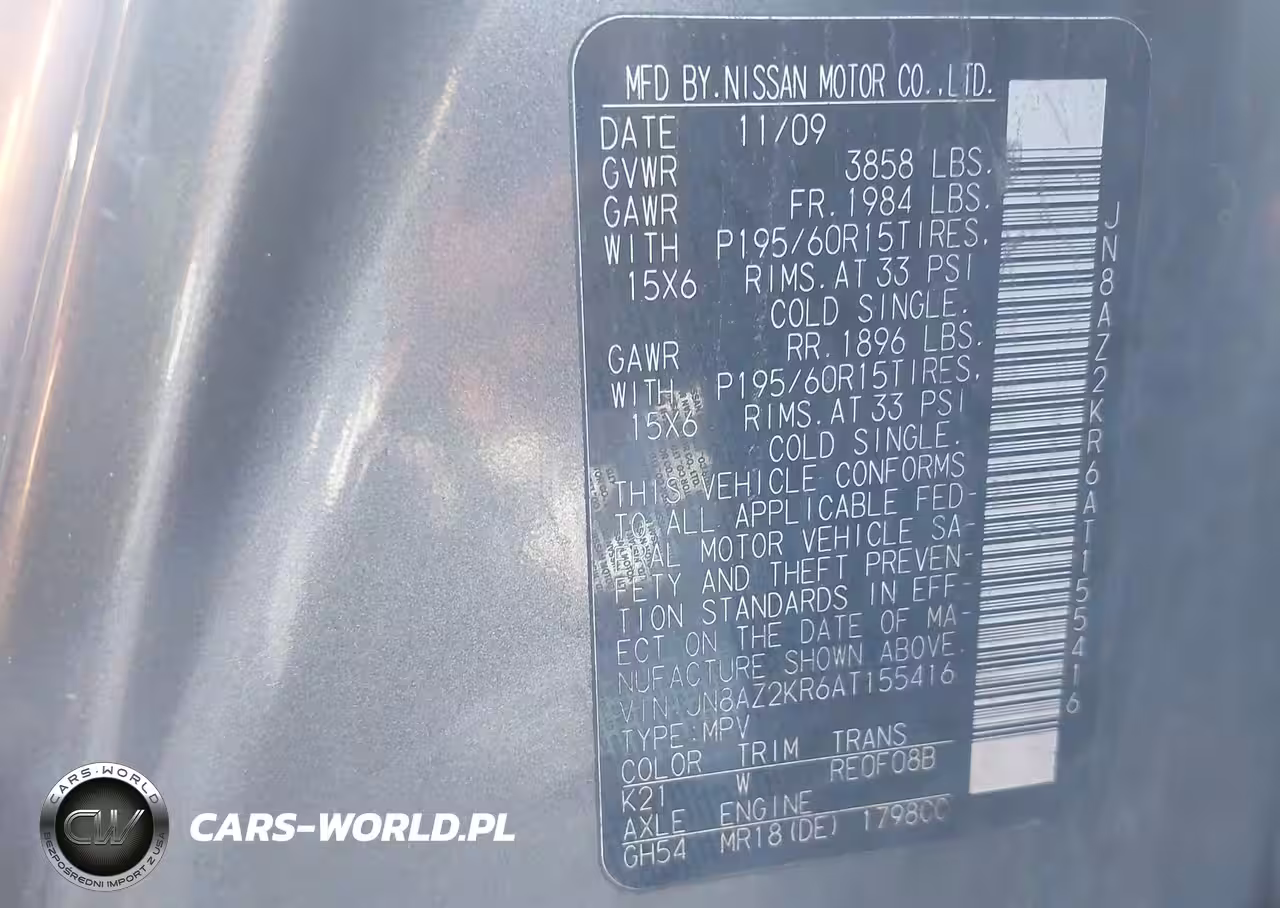 MFD BY.NISSAN MOTOR CO.,LTD.
DATE 11/09
GVWR 3858 LBS.
GAWR FR. 1984 LBS.
WITH P195/60R15TIRES,
15X6 RIMS. AT 33 PSI
COLD SINGLE.
GAWR RR. 1896 LBS.
WITH P195/60R15TIRES,
15X6 RIMS. AT 33 PSI
COLD SINGLE.
THIS VEHICLE CONFORMS
TO ALL APPLICABLE FED-
ERAL MOTOR VEHICLE SA-
FETY AND THEFT PREVEN-
TION STANDARDS IN EFF-
ECT ON THE DATE OF MA-
NUFACTURE SHOWN ABOVE.
VIN:JN8AZ2KR6AT155416
TYPE:MPV
COLOR TRIM TRANS
K21 W RE0F08B
AXLE ENGINE
GH54 MR18(DE) 1798CC
JN8AZ2KR6AT155416
CARS-WORLD
CW
BEZPOŚREDNI IMPORT Z USA
CARS-WORLD.PL